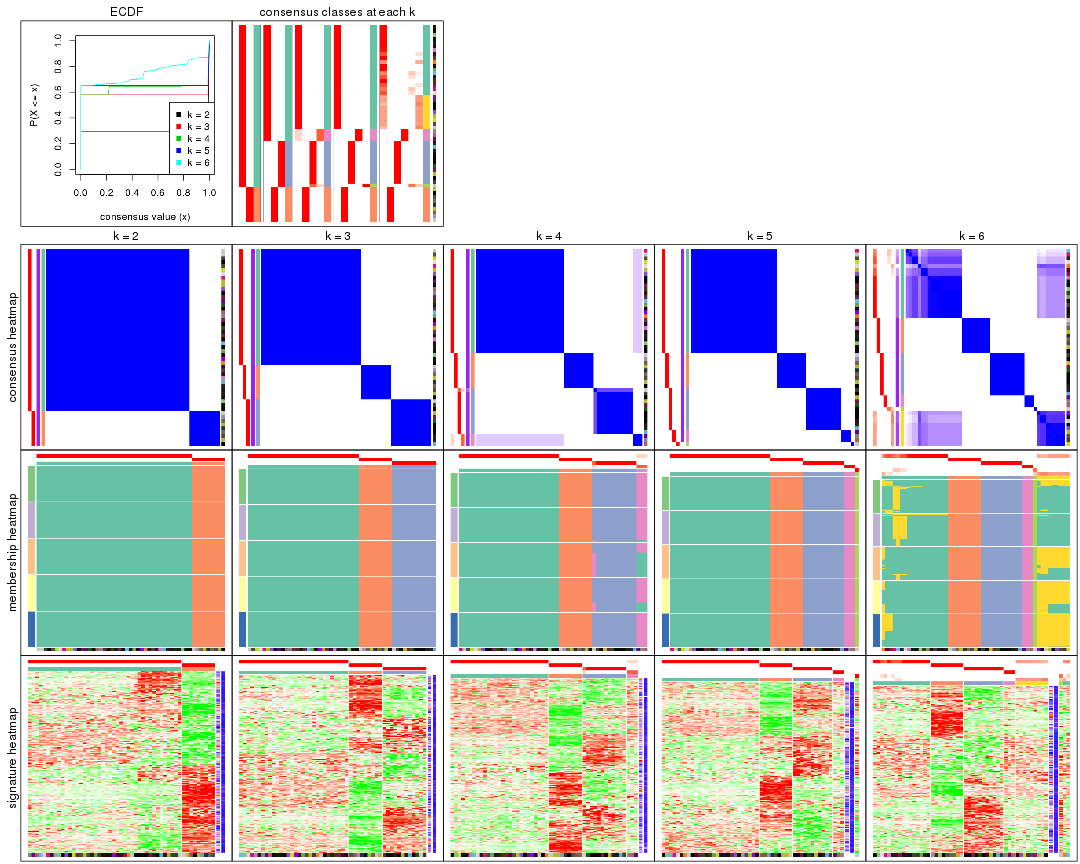 ECDF
consensus classes at each k
P(X <= x)
0.0 0.2 0.4 0.6 0.8 1.0
0.0 0.2 0.4 0.6 0.8 1.0
k = 2
k = 3
k = 4
k = 5
k = 6
consensus value (x)
k = 2
k = 3
k = 4
k = 5
k = 6
consensus heatmap
membership heatmap
signature heatmap